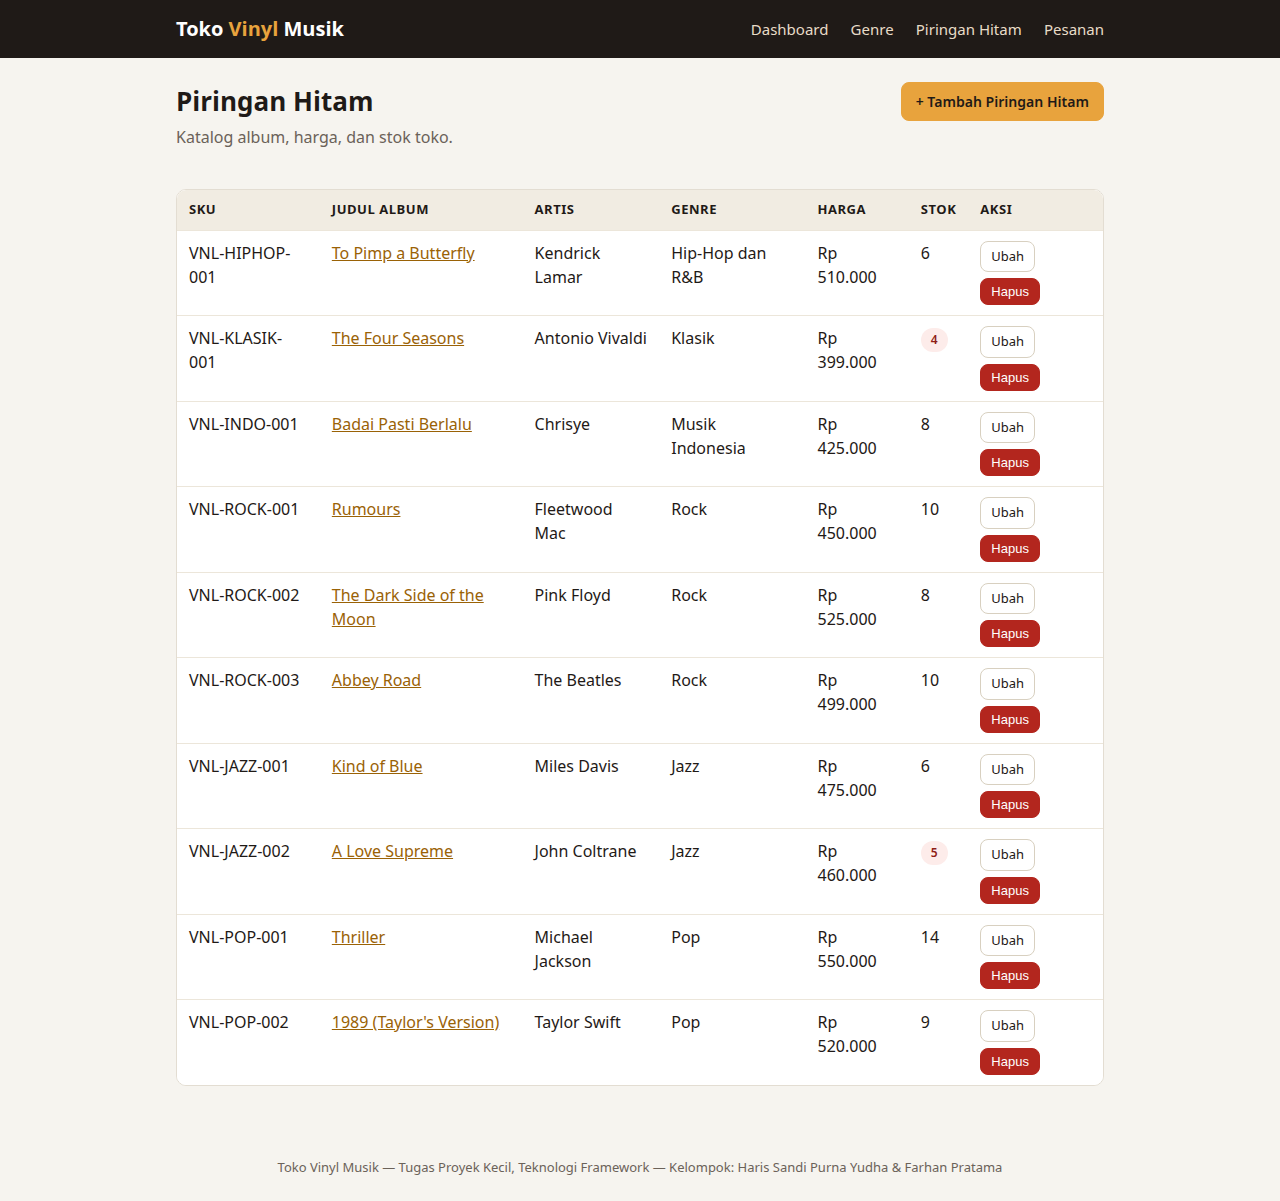 Toko Vinyl Musik
Dashboard Genre Piringan Hitam Pesanan
Piringan Hitam
+ Tambah Piringan Hitam
Katalog album, harga, dan stok toko.
SKU JUDUL ALBUM ARTIS GENRE HARGA STOK AKSI
VNL-HIPHOP- To Pimp a Butterfly Kendrick Hip-Hop dan Rp 6 Ubah
001 Lamar R&B 510.000 Hapus
VNL-KLASIK- The Four Seasons Antonio Vivaldi Klasik Rp 4 Ubah
001 399.000 Hapus
VNL-INDO-001 Badai Pasti Berlalu Chrisye Musik Rp 8 Ubah
Indonesia 425.000 Hapus
VNL-ROCK-001 Rumours Fleetwood Rock Rp 10 Ubah
Mac 450.000 Hapus
VNL-ROCK-002 The Dark Side of the Pink Floyd Rock Rp 8 Ubah
Moon 525.000 Hapus
VNL-ROCK-003 Abbey Road The Beatles Rock Rp 10 Ubah
499.000 Hapus
VNL-JAZZ-001 Kind of Blue Miles Davis Jazz Rp 6 Ubah
475.000 Hapus
VNL-JAZZ-002 A Love Supreme John Coltrane Jazz Rp 5 Ubah
460.000 Hapus
VNL-POP-001 Thriller Michael Pop Rp 14 Ubah
Jackson 550.000 Hapus
VNL-POP-002 1989 (Taylor's Version) Taylor Swift Pop Rp 9 Ubah
520.000 Hapus
Toko Vinyl Musik — Tugas Proyek Kecil, Teknologi Framework — Kelompok: Haris Sandi Purna Yudha & Farhan Pratama